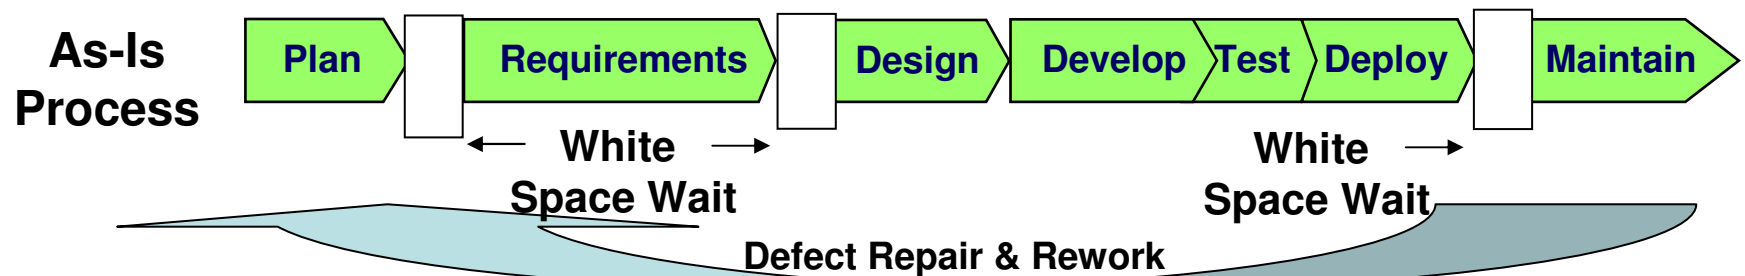 As-Is
Process
Plan
Requirements
Design
Develop
Test
Deploy
Maintain
White
Space Wait
White
Space Wait
Defect Repair & Rework